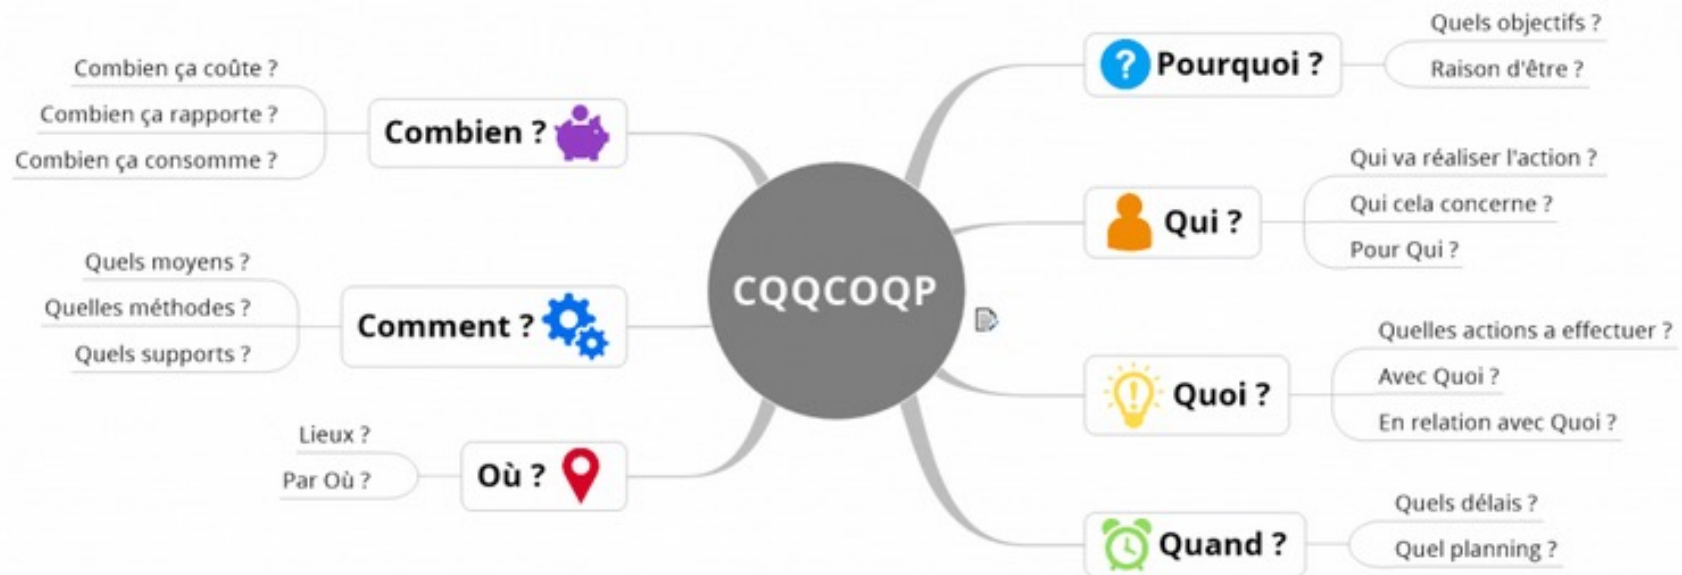 CQQCOQP
Pourquoi ?
Quels objectifs ?
Raison d'être ?
Qui ?
Qui va réaliser l'action ?
Qui cela concerne ?
Pour Qui ?
Quoi ?
Quelles actions a effectuer ?
Avec Quoi ?
En relation avec Quoi ?
Quand ?
Quels délais ?
Quel planning ?
Combien ?
Combien ça coûte ?
Combien ça rapporte ?
Combien ça consomme ?
Comment ?
Quels moyens ?
Quelles méthodes ?
Quels supports ?
Où ?
Lieux ?
Par Où ?